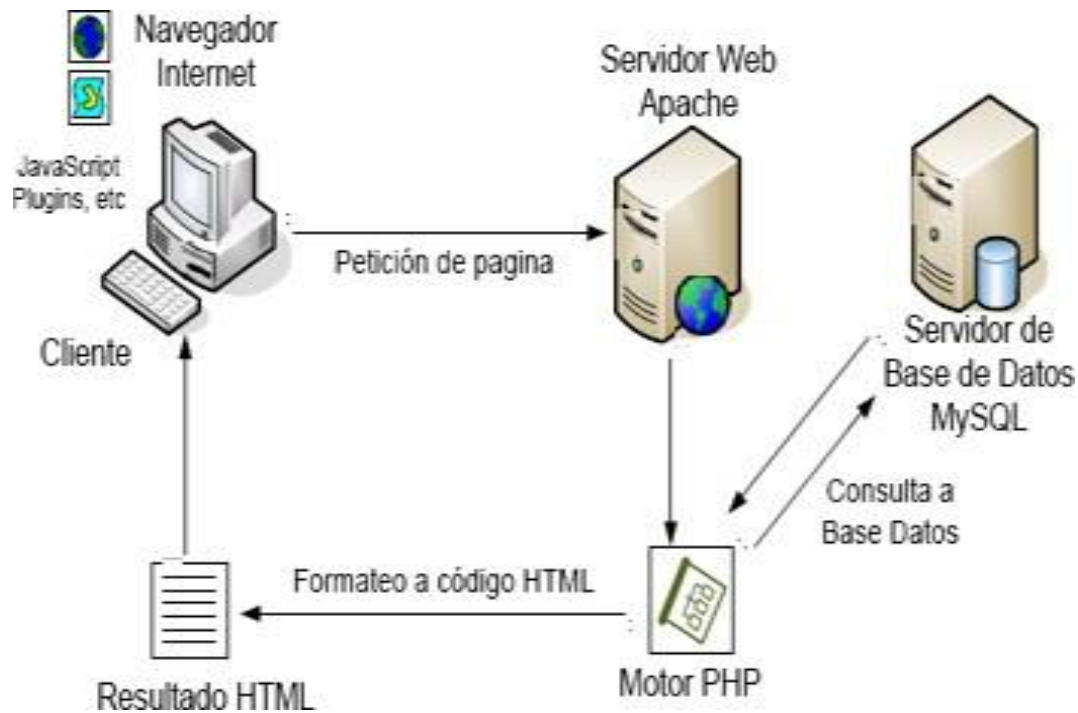 Navegador
Internet
JavaScript
Plugins, etc
Cliente
Petición de pagina
Servidor Web
Apache
Servidor de
Base de Datos
MySQL
Consulta a
Base Datos
Formateo a código HTML
Resultado HTML
Motor PHP